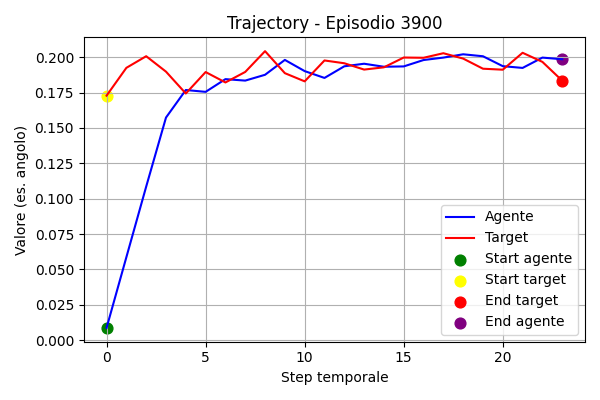 Trajectory - Episodio 3900
Valore (es. angolo)
0.200
0.175
0.150
0.125
0.100
0.075
0.050
0.025
0.000
0
5
10
15
20
Step temporale
Agente
Target
Start agente
Start target
End target
End agente